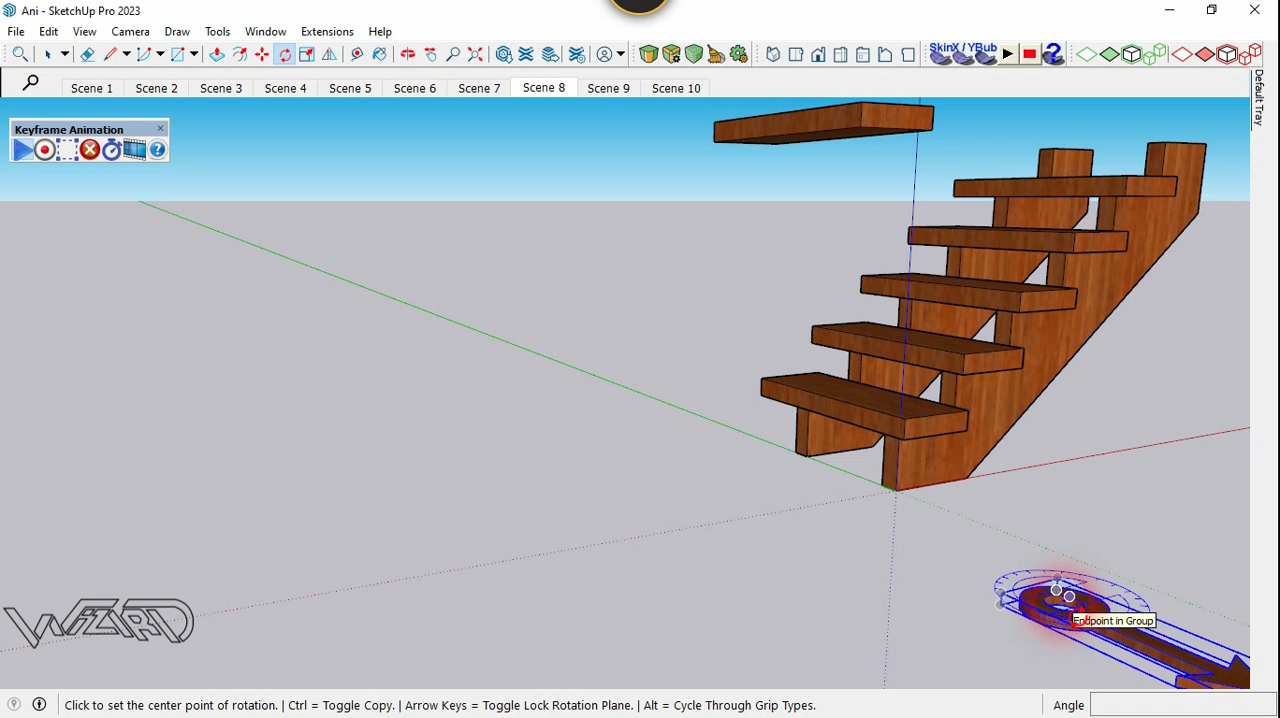 Ani - SketchUp Pro 2023
File Edit View Camera Draw Tools Window Extensions Help
SkinX / YBub
Scene 1 Scene 2 Scene 3 Scene 4 Scene 5 Scene 6 Scene 7 Scene 8 Scene 9 Scene 10
Default Tray
Keyframe Animation
Endpoint in Group
WIZARD
Click to set the center point of rotation. | Ctrl = Toggle Copy. | Arrow Keys = Toggle Lock Rotation Plane. | Alt = Cycle Through Grip Types. Angle